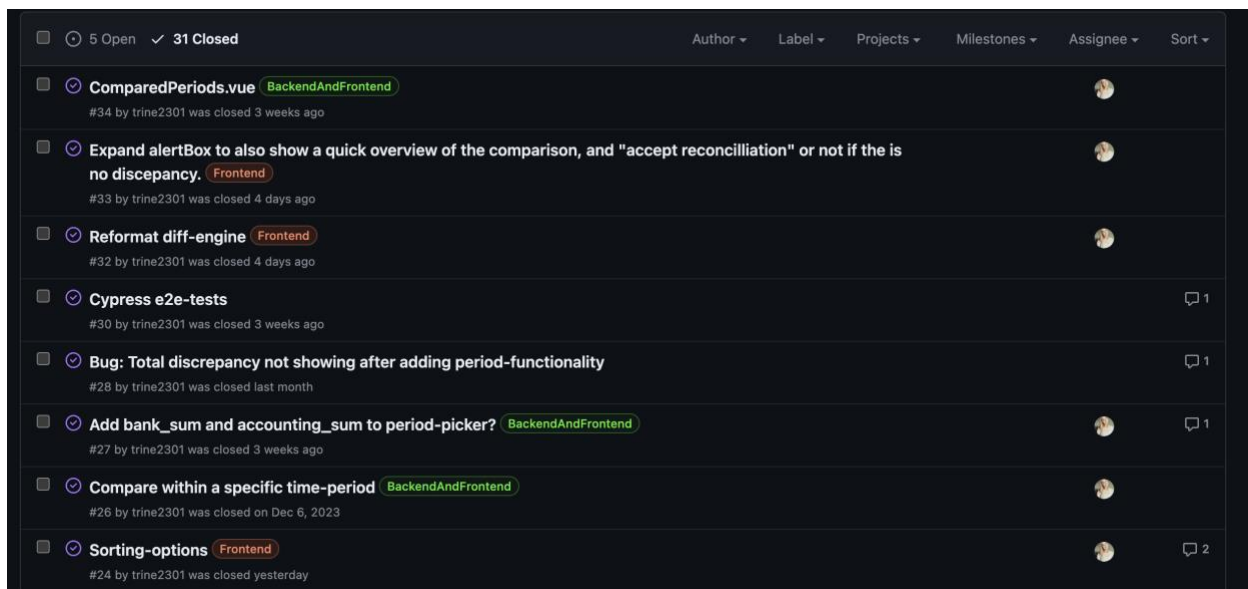 5 Open 31 Closed Author Label Projects Milestones Assignee Sort
ComparedPeriods.vue BackendAndFrontend
#34 by trine2301 was closed 3 weeks ago
Expand alertBox to also show a quick overview of the comparison, and "accept reconcilliation" or not if the is
no discepancy. Frontend
#33 by trine2301 was closed 4 days ago
Reformat diff-engine Frontend
#32 by trine2301 was closed 4 days ago
Cypress e2e-tests 1
#30 by trine2301 was closed 3 weeks ago
Bug: Total discrepancy not showing after adding period-functionality 1
#28 by trine2301 was closed last month
Add bank_sum and accounting_sum to period-picker? BackendAndFrontend 1
#27 by trine2301 was closed 3 weeks ago
Compare within a specific time-period BackendAndFrontend
#26 by trine2301 was closed on Dec 6, 2023
Sorting-options Frontend 2
#24 by trine2301 was closed yesterday